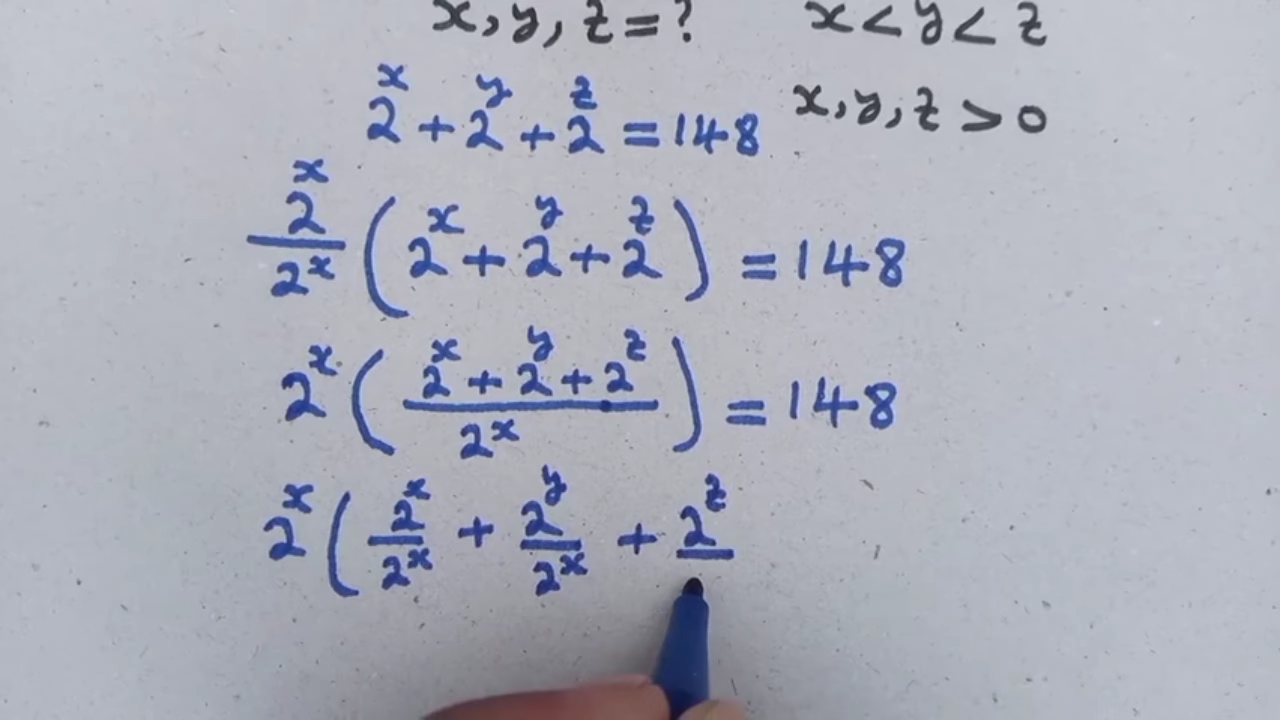 x, y, z = ? x < y < z
2^x + 2^y + 2^z = 148 x, y, z > 0
2^x/2^x (2^x + 2^y + 2^z) = 148
2^x ((2^x + 2^y + 2^z)/2^x) = 148
2^x (2^x/2^x + 2^y/2^x + 2^z/